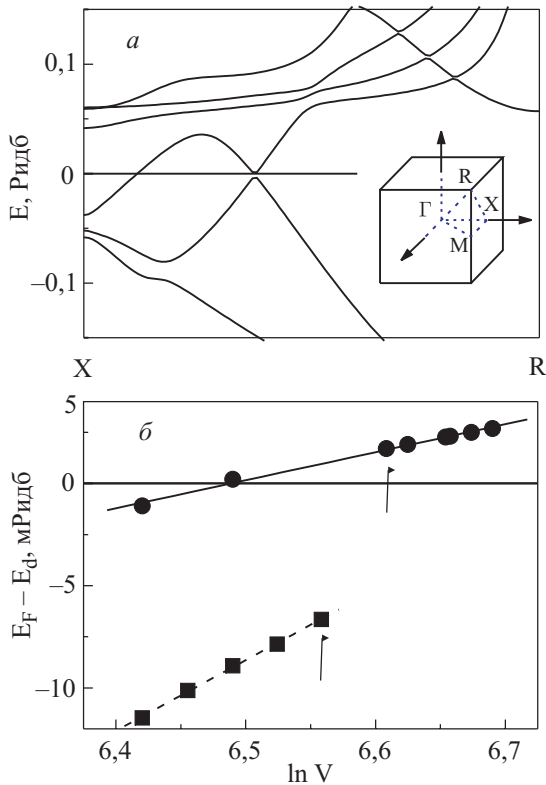 а
0,1
0
–0,1
E, Ридб
R
Г
X
M
X
R
б
5
0
–5
–10
E_F – E_d, мРидб
6,4
6,5
6,6
6,7
ln V